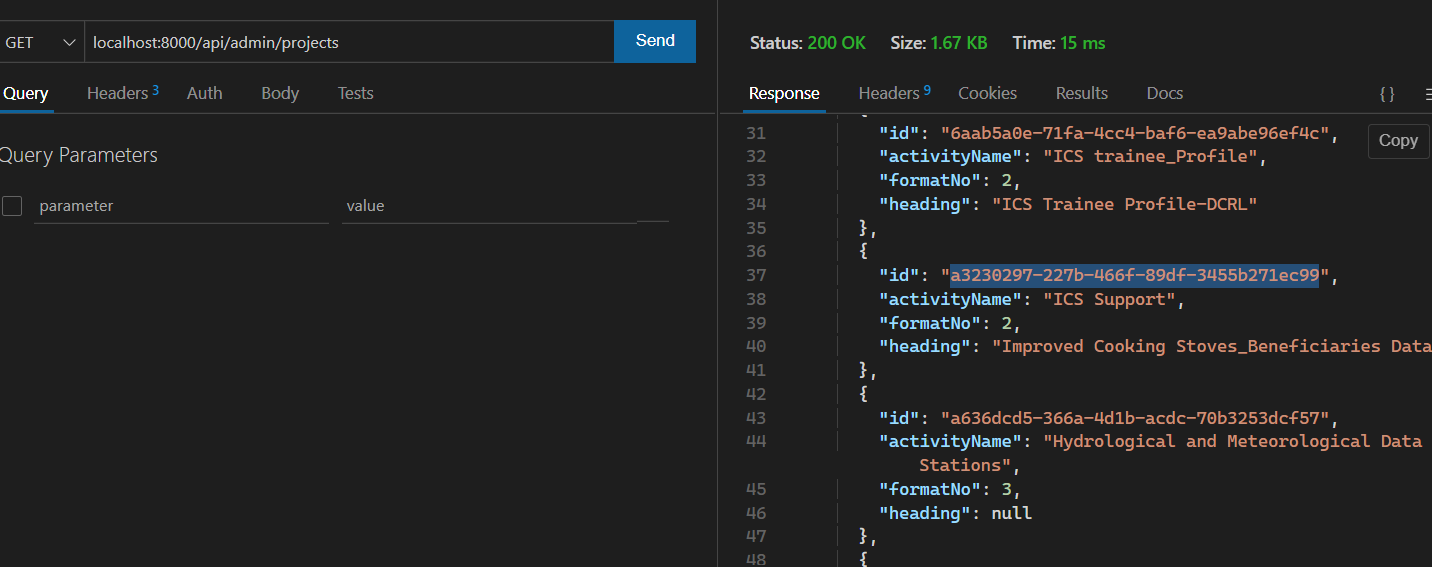 GET
localhost:8000/api/admin/projects
Send
Query
Headers 3
Auth
Body
Tests
Query Parameters
parameter
value
Status: 200 OK Size: 1.67 KB Time: 15 ms
Response
Headers 9
Cookies
Results
Docs
{}
Copy
31 "id": "6aab5a0e-71fa-4cc4-baf6-ea9abe96ef4c",
32 "activityName": "ICS trainee_Profile",
33 "formatNo": 2,
34 "heading": "ICS Trainee Profile-DCRL"
35 },
36 {
37 "id": "a3230297-227b-466f-89df-3455b271ec99",
38 "activityName": "ICS Support",
39 "formatNo": 2,
40 "heading": "Improved Cooking Stoves_Beneficiaries Data
41 },
42 {
43 "id": "a636dcd5-366a-4d1b-acdc-70b3253dcf57",
44 "activityName": "Hydrological and Meteorological Data
Stations",
45 "formatNo": 3,
46 "heading": null
47 },
48 {